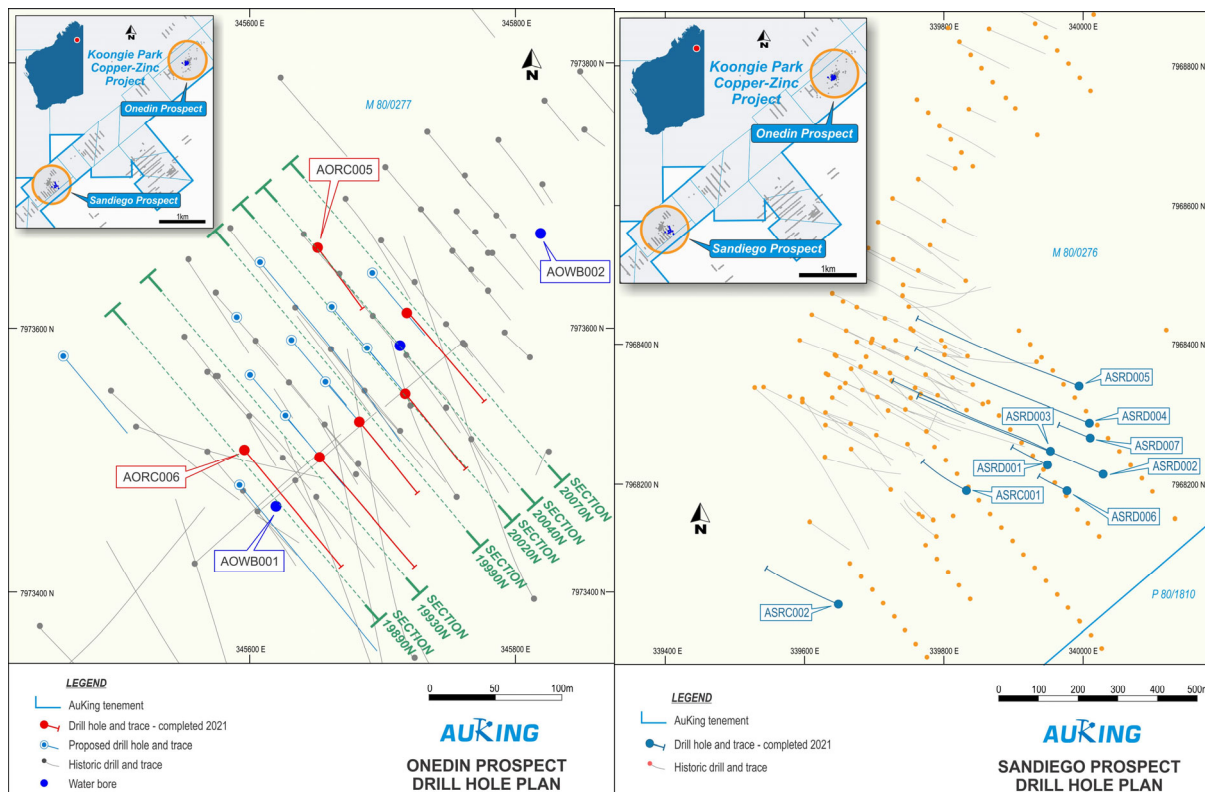 345600 E
345800 E
Koongie Park
Copper-Zinc
Project
N
Onedin Prospect
Sandiego Prospect
1km
7973800 N
N
M 80/0277
AORC005
AOWB002
7973600 N
7973600 N
AORC006
AOWB001
SECTION
20070N
SECTION
20040N
SECTION
20020N
SECTION
19990N
SECTION
19930N
SECTION
19890N
7973400 N
7973400 N
345600 E
345800 E
LEGEND
AuKing tenement
Drill hole and trace - completed 2021
Proposed drill hole and trace
Historic drill and trace
Water bore
0 50 100m
AUKING
ONEDIN PROSPECT
DRILL HOLE PLAN
339800 E
340000 E
Koongie Park
Copper-Zinc
Project
N
Onedin Prospect
Sandiego Prospect
1km
7968800 N
7968600 N
M 80/0276
7968400 N
7968400 N
ASRD005
ASRD004
ASRD003
ASRD007
ASRD001
ASRD002
ASRC001
ASRD006
7968200 N
7968200 N
N
ASRC002
P 80/1810
339400 E
339600 E
339800 E
340000 E
LEGEND
AuKing tenement
Drill hole and trace - completed 2021
Historic drill and trace
0 100 200 300 400 500m
AUKING
SANDIEGO PROSPECT
DRILL HOLE PLAN